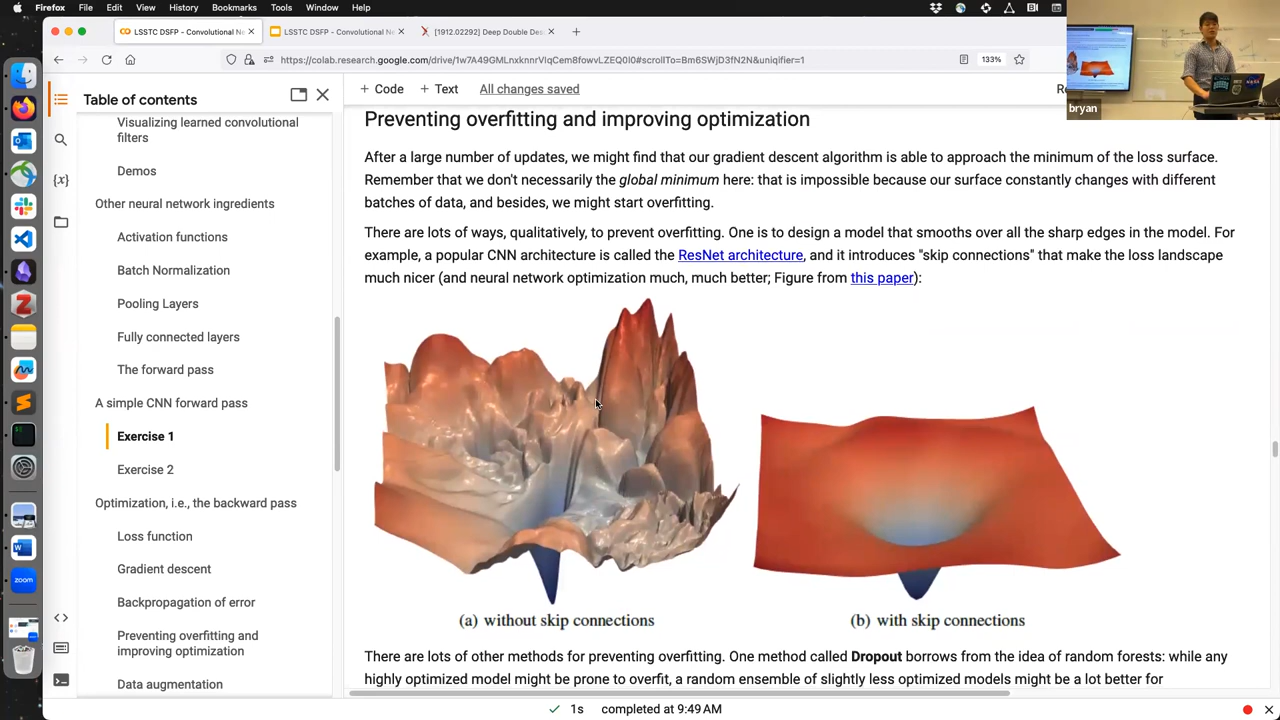 Firefox File Edit View History Bookmarks Tools Window Help
LSSTC DSFP - Convolutional Ne
LSSTC DSFP - Convolutional Ne
[1912.02292] Deep Double Des
133%
bryan
Table of contents
+ Code
+ Text
All changes saved
Visualizing learned convolutional
filters
Demos
Other neural network ingredients
Activation functions
Batch Normalization
Pooling Layers
Fully connected layers
The forward pass
A simple CNN forward pass
Exercise 1
Exercise 2
Optimization, i.e., the backward pass
Loss function
Gradient descent
Backpropagation of error
Preventing overfitting and
improving optimization
Data augmentation
Preventing overfitting and improving optimization
After a large number of updates, we might find that our gradient descent algorithm is able to approach the minimum of the loss surface.
Remember that we don't necessarily the global minimum here: that is impossible because our surface constantly changes with different
batches of data, and besides, we might start overfitting.
There are lots of ways, qualitatively, to prevent overfitting. One is to design a model that smooths over all the sharp edges in the model. For
example, a popular CNN architecture is called the ResNet architecture, and it introduces "skip connections" that make the loss landscape
much nicer (and neural network optimization much, much better; Figure from this paper):
(a) without skip connections
(b) with skip connections
There are lots of other methods for preventing overfitting. One method called Dropout borrows from the idea of random forests: while any
highly optimized model might be prone to overfit, a random ensemble of slightly less optimized models might be a lot better for
zoom
1s completed at 9:49 AM